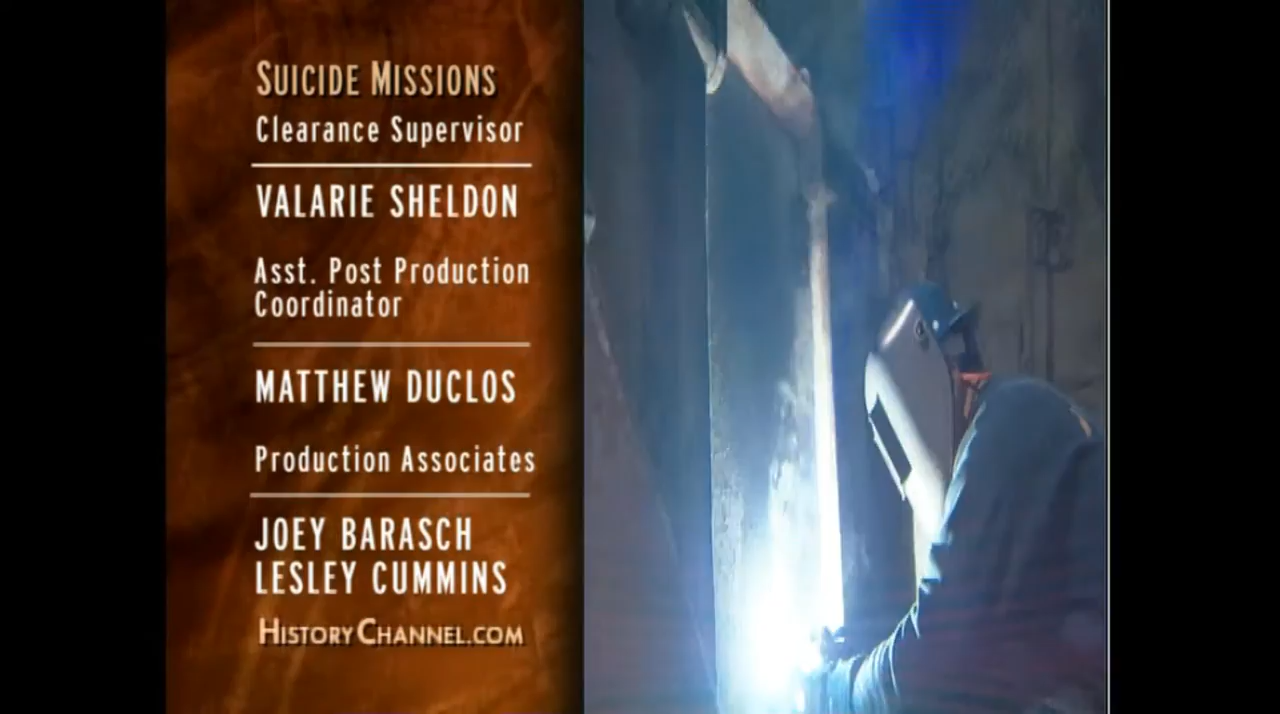 SUICIDE MISSIONS
Clearance Supervisor
VALARIE SHELDON
Asst. Post Production
Coordinator
MATTHEW DUCLOS
Production Associates
JOEY BARASCH
LESLEY CUMMINS
HISTORYCHANNEL.COM